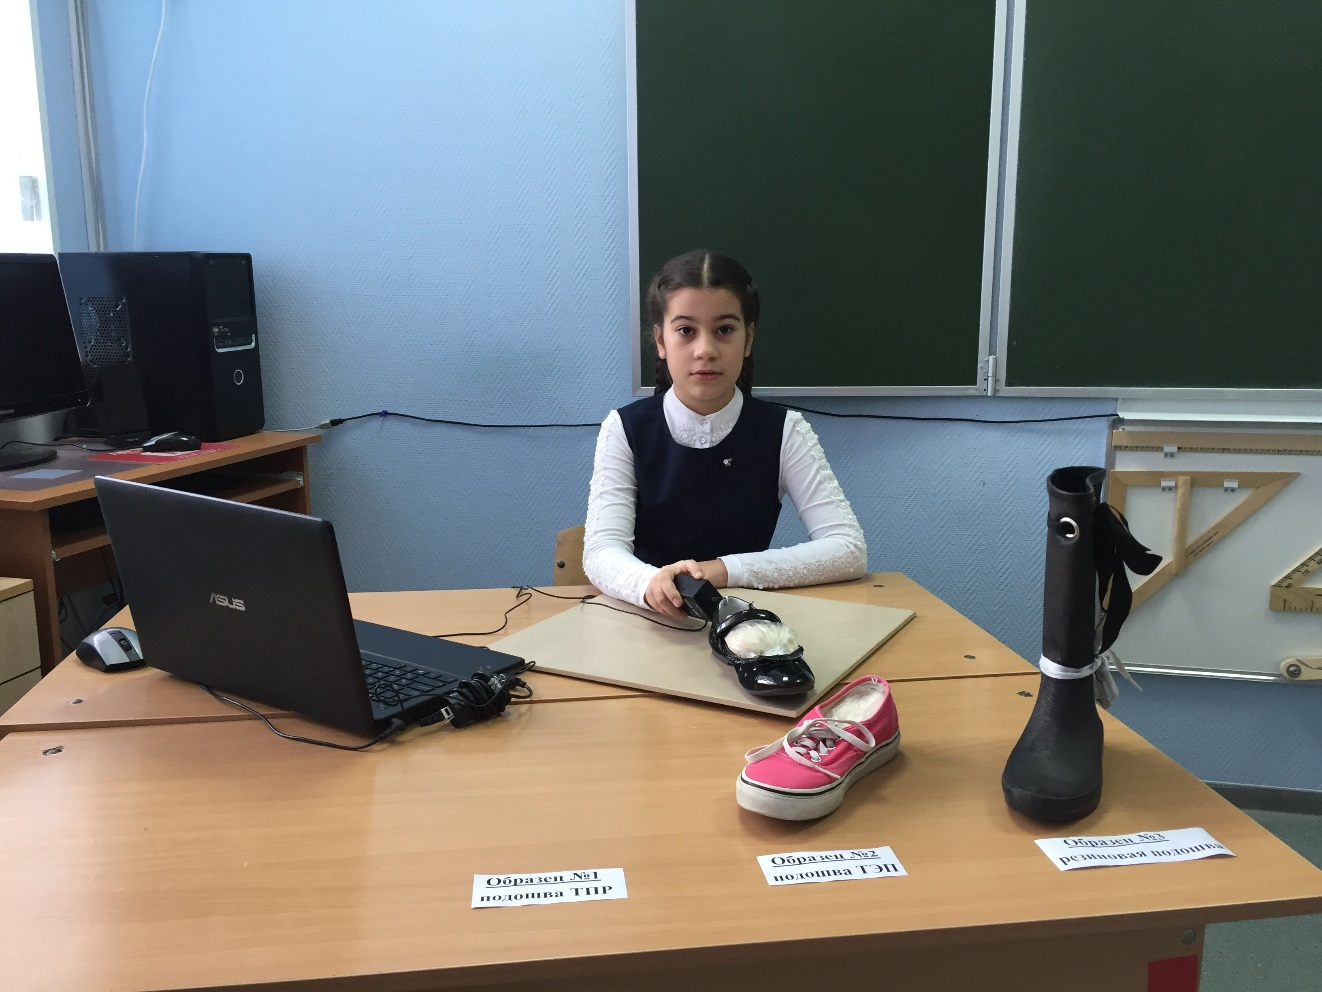 ASUS
Образец №1
подошва ТПР
Образец №2
подошва ТЭП
Образец №3
резиновая подошва